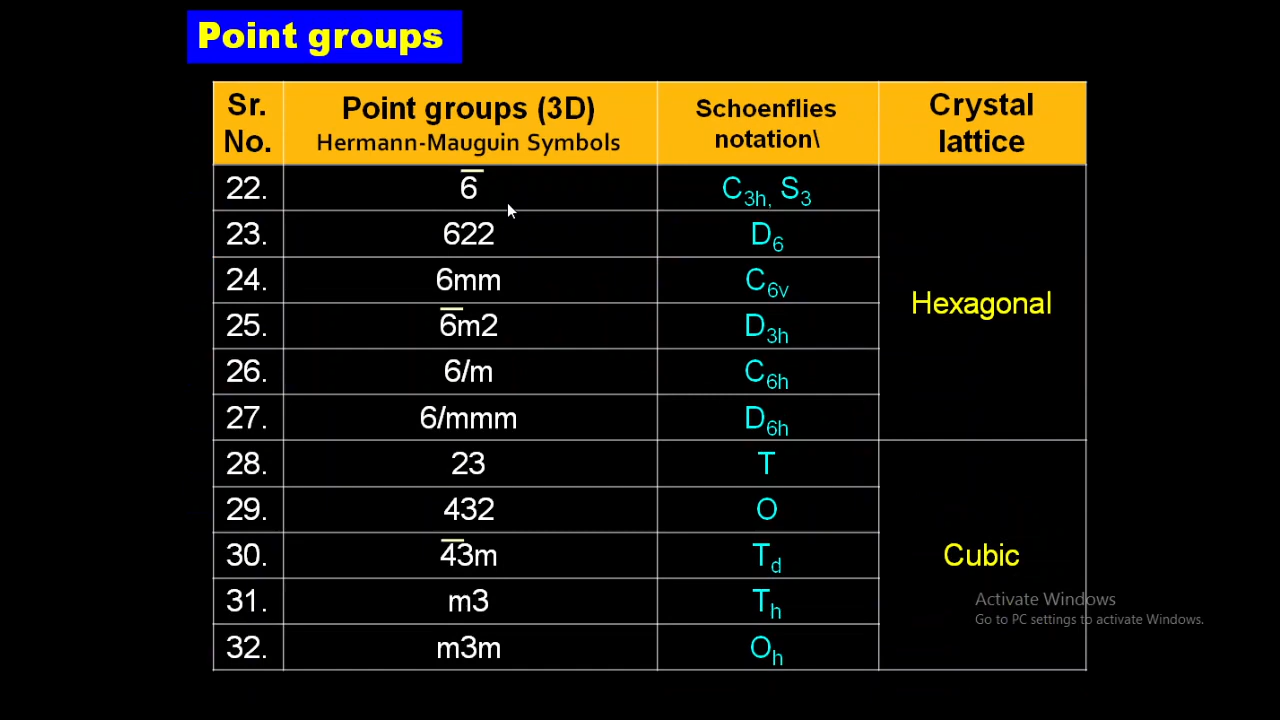 Point groups
Sr. No. Point groups (3D) Hermann-Mauguin Symbols Schoenflies notation\ Crystal lattice
22. 6̅ C3h, S3
23. 622 D6
24. 6mm C6v
25. 6̅m2 D3h
26. 6/m C6h
27. 6/mmm D6h
Hexagonal
28. 23 T
29. 432 O
30. 4̅3m Td
31. m3 Th
32. m3m Oh
Cubic
Activate Windows
Go to PC settings to activate Windows.